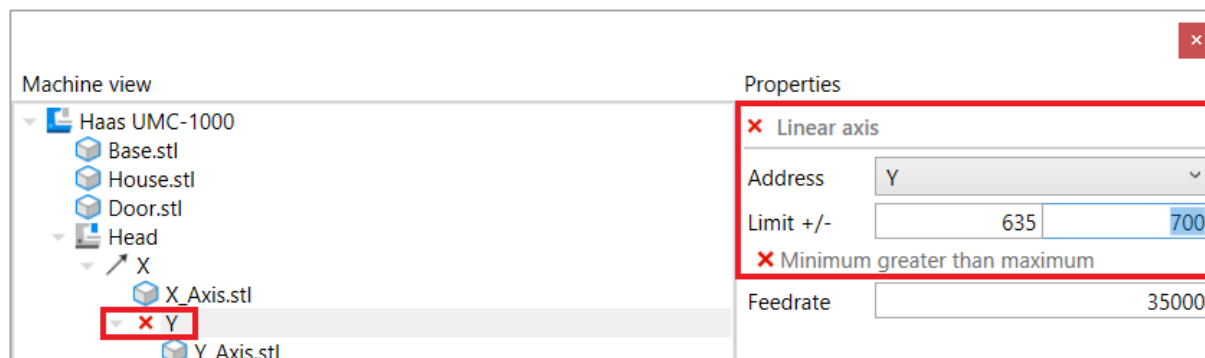 Machine view
Haas UMC-1000
Base.stl
House.stl
Door.stl
Head
X
X_Axis.stl
Y
Y_Axis.stl
Properties
Linear axis
Address Y
Limit +/- 635 700
Minimum greater than maximum
Feedrate 35000